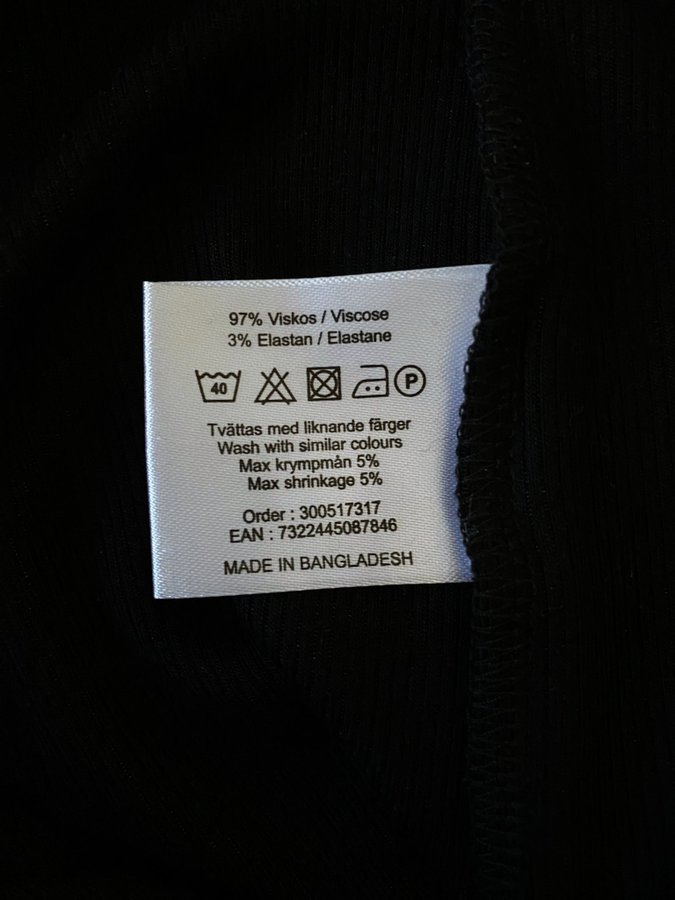 97% Viskos / Viscose
3% Elastan / Elastane
40 P
Tvättas med liknande färger
Wash with similar colours
Max krympmån 5%
Max shrinkage 5%
Order : 300517317
EAN : 7322445087846
MADE IN BANGLADESH